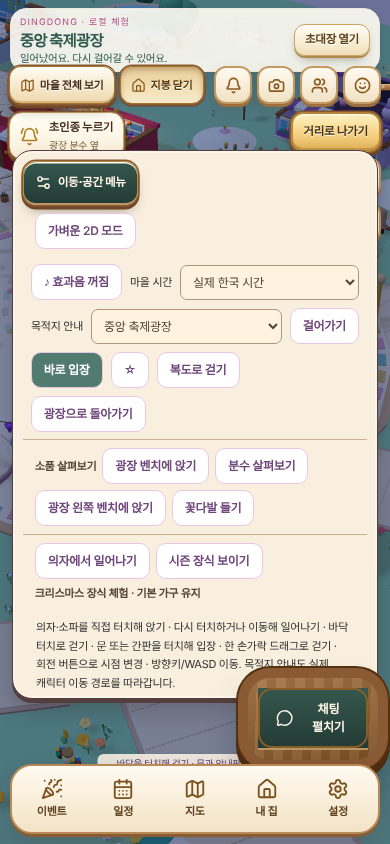 DINGDONG · 로컬 체험
중앙 축제광장
일어났어요. 다시 걸어갈 수 있어요.
초대장 열기
마을 전체 보기
지붕 접기
초인종 누르기
광장 분수 옆
거리로 나가기
이동·공간 메뉴
가벼운 2D 모드
♪ 효과음 꺼짐
마을 시간
실제 한국 시간
목적지 안내
중앙 축제광장
걸어가기
바로 입장
☆
복도로 걷기
광장으로 돌아가기
소품 살펴보기
광장 벤치에 앉기
분수 살펴보기
광장 왼쪽 벤치에 앉기
꽃다발 들기
의자에서 일어나기
시즌 장식 보이기
크리스마스 장식 체험 · 기본 가구 유지
의자·소파를 직접 터치해 앉기 · 다시 터치하거나 이동해 일어나기 · 바닥
터치로 걷기 · 문 또는 간판을 터치해 입장 · 한 손가락 드래그로 걷기 ·
회전 버튼으로 시점 변경 · 방향키/WASD 이동. 목적지 안내도 실제
캐릭터 이동 경로를 따라갑니다.
채팅
펼치기
이벤트
일정
지도
내 집
설정